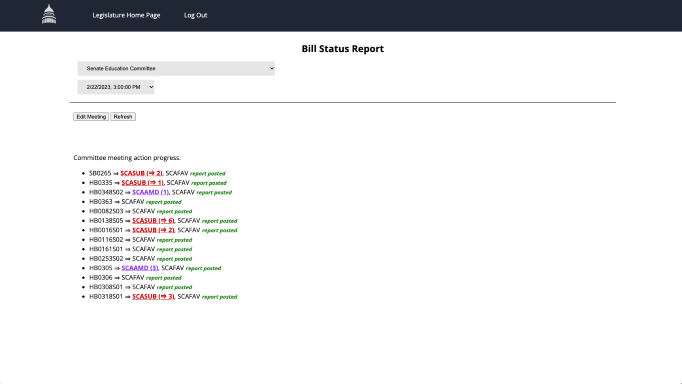 Legislature Home Page Log Out
Bill Status Report
Senate Education Committee
2/22/2023, 3:00:00 PM
Edit Meeting Refresh
Committee meeting action progress:
• SB0265 ⇒ SCASUB (⇒ 2), SCAFAV report posted
• HB0335 ⇒ SCASUB (⇒ 1), SCAFAV report posted
• HB0348S02 ⇒ SCAAMD (1), SCAFAV report posted
• HB0363 ⇒ SCAFAV report posted
• HB0082S03 ⇒ SCAFAV report posted
• HB0138S05 ⇒ SCASUB (⇒ 6), SCAFAV report posted
• HB0016S01 ⇒ SCASUB (⇒ 2), SCAFAV report posted
• HB0116S02 ⇒ SCAFAV report posted
• HB0161S01 ⇒ SCAFAV report posted
• HB0253S02 ⇒ SCAFAV report posted
• HB0305 ⇒ SCAAMD (3), SCAFAV report posted
• HB0306 ⇒ SCAFAV report posted
• HB0308S01 ⇒ SCAFAV report posted
• HB0318S01 ⇒ SCASUB (⇒ 3), SCAFAV report posted